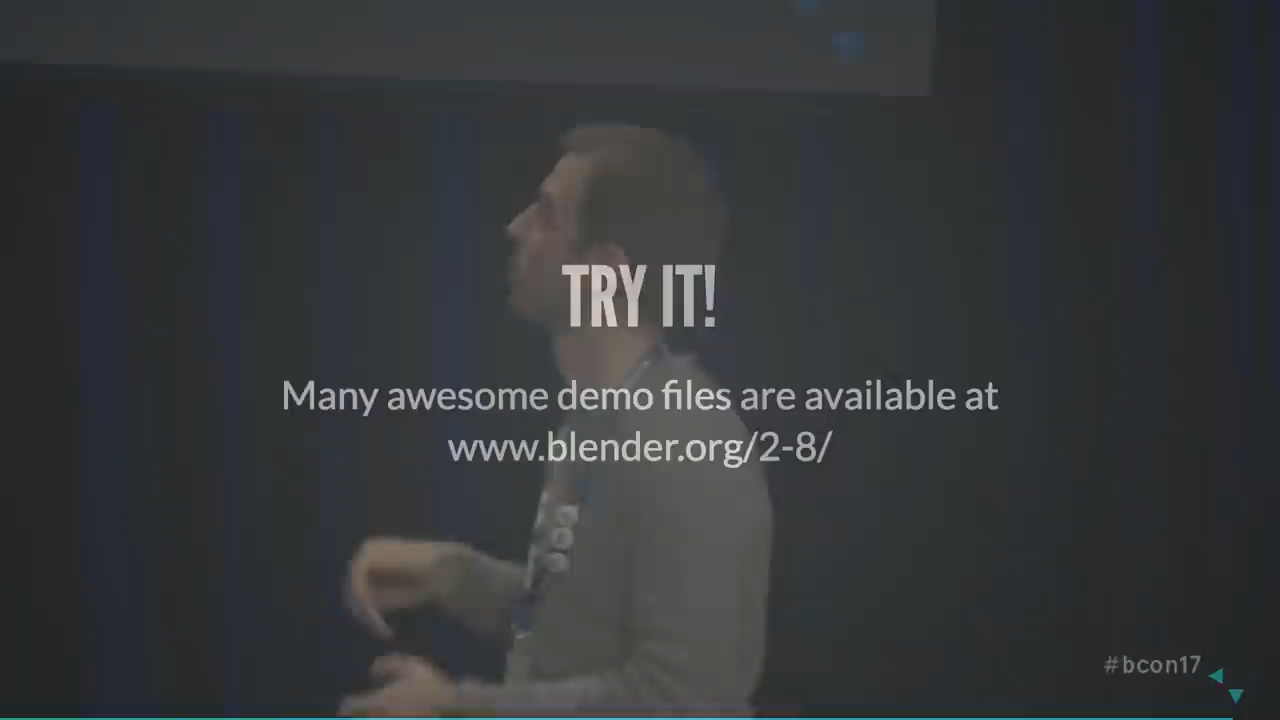 TRY IT!
Many awesome demo files are available at
www.blender.org/2-8/
#bcon17